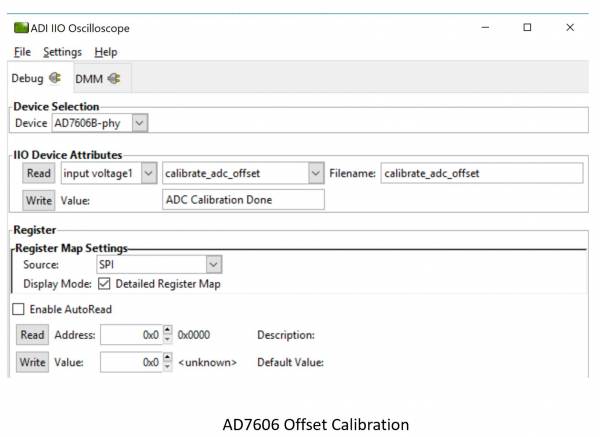 ADI IIO Oscilloscope
File Settings Help
Debug DMM
Device Selection
Device AD7606B-phy
IIO Device Attributes
Read input voltage1 calibrate_adc_offset Filename: calibrate_adc_offset
Write Value: ADC Calibration Done
Register
Register Map Settings
Source: SPI
Display Mode: Detailed Register Map
Enable AutoRead
Read Address: 0x0 0x0000 Description:
Write Value: 0x0 <unknown> Default Value:
AD7606 Offset Calibration